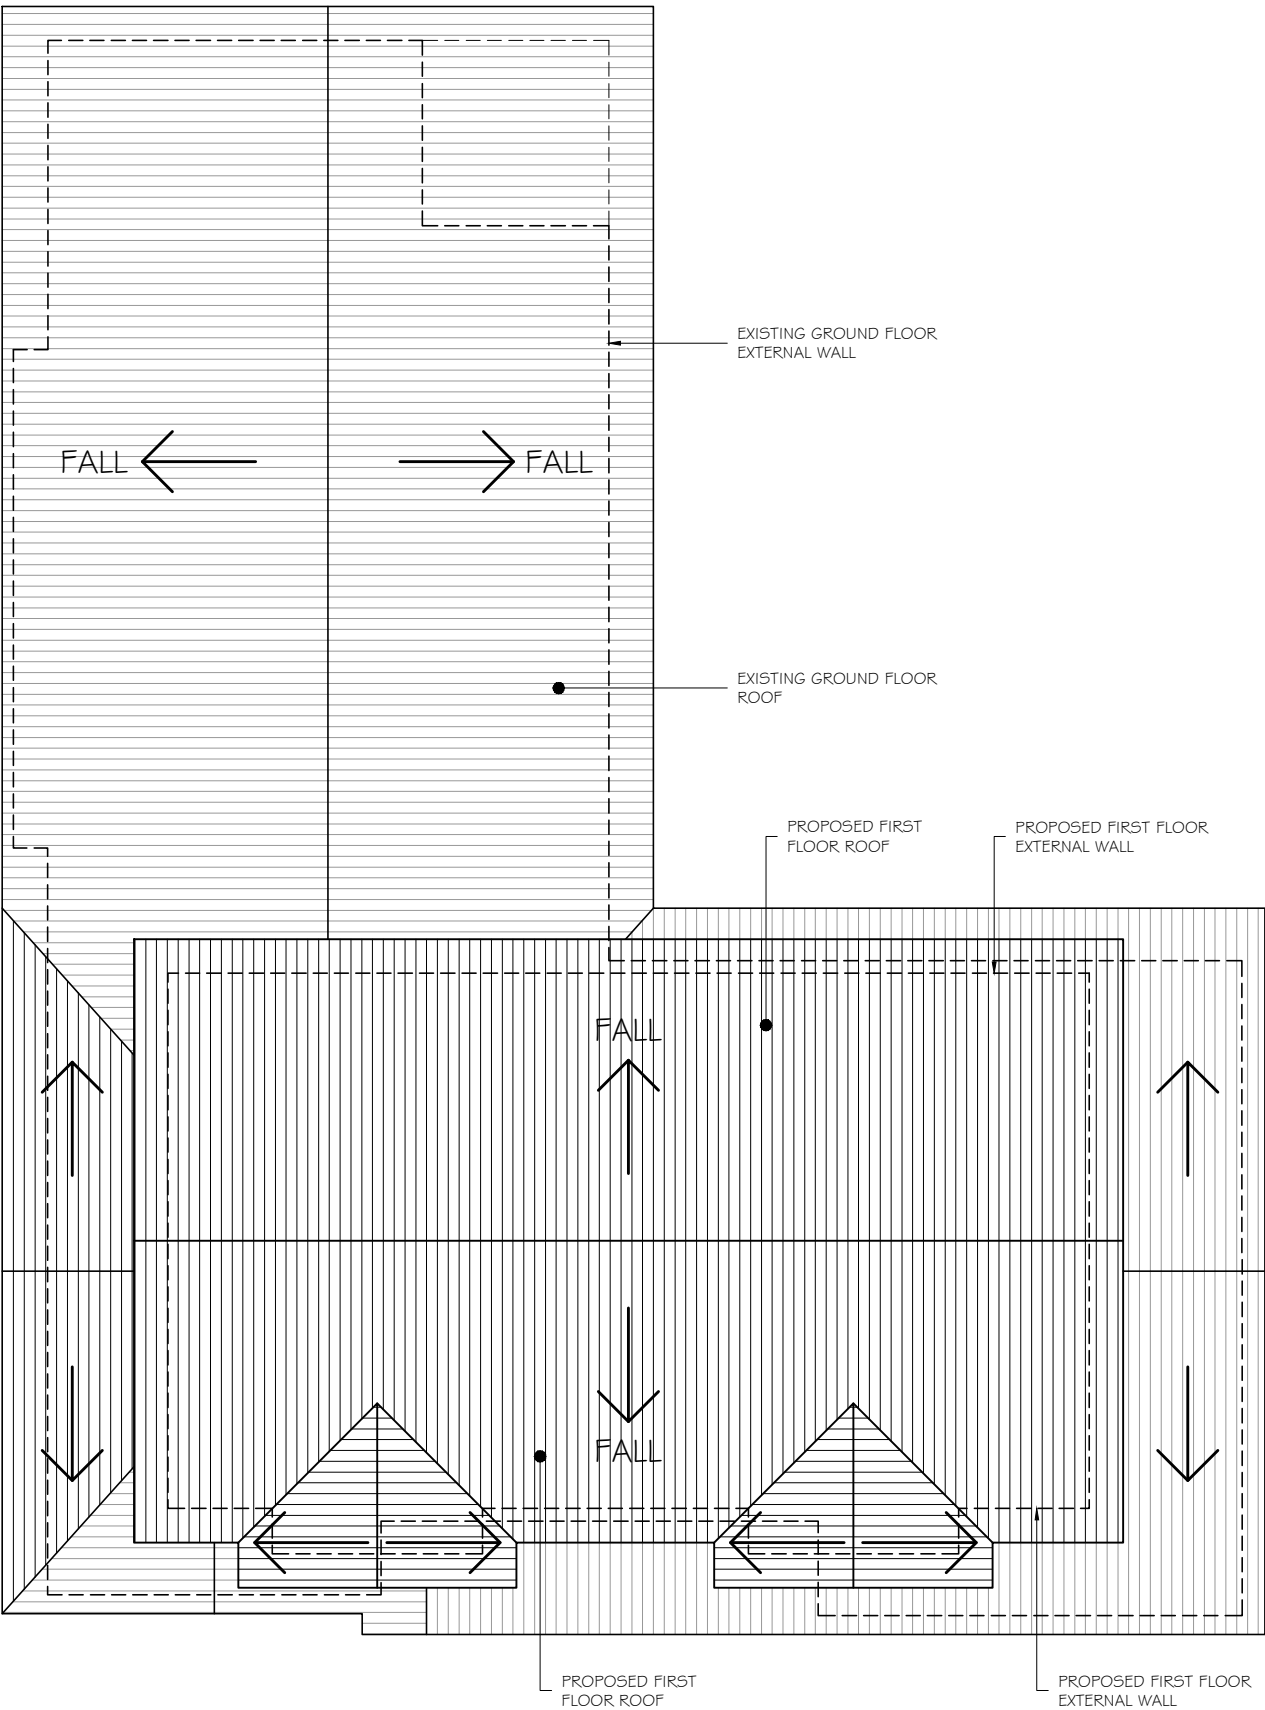 EXISTING GROUND FLOOR
EXTERNAL WALL
FALL
FALL
EXISTING GROUND FLOOR
ROOF
PROPOSED FIRST
FLOOR ROOF
PROPOSED FIRST FLOOR
EXTERNAL WALL
FALL
FALL
PROPOSED FIRST
FLOOR ROOF
PROPOSED FIRST FLOOR
EXTERNAL WALL